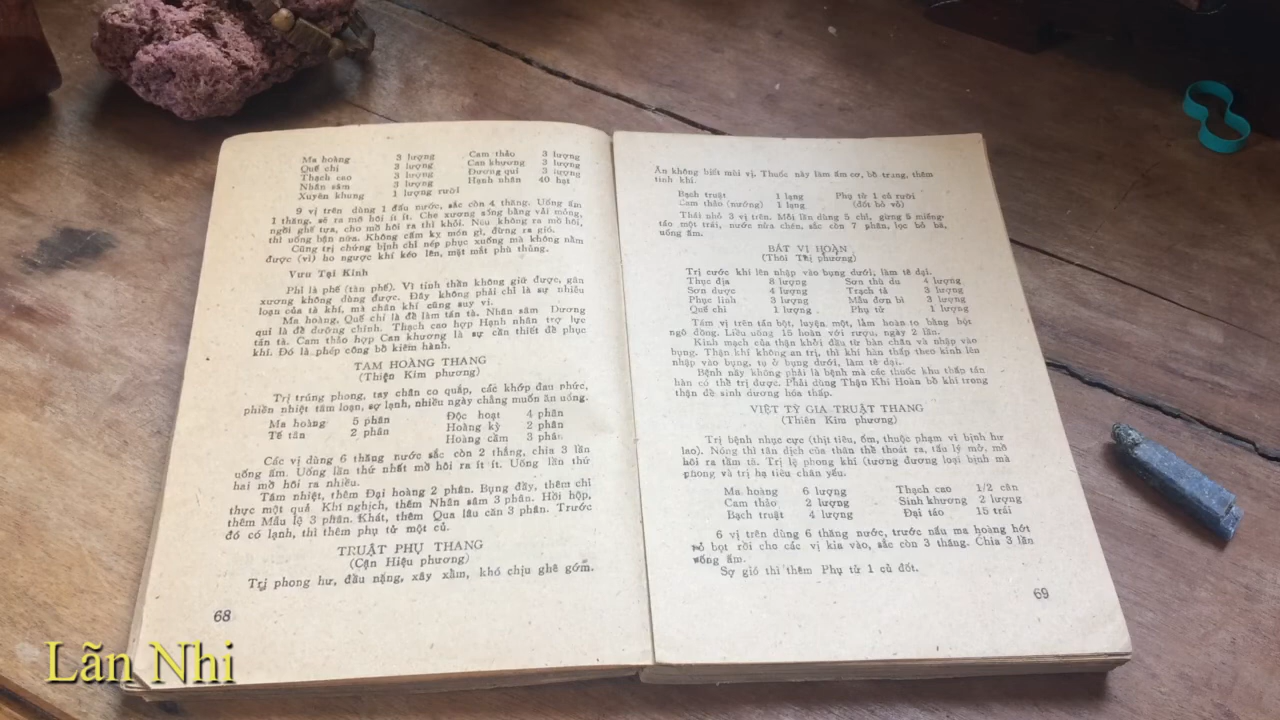 Ma hoàng 3 lượng Cam thảo 3 lượng
Quế chi 3 lượng Can khương 3 lượng
Thạch cao 3 lượng Đương qui 3 lượng
Nhân sâm 3 lượng Hạnh nhân 40 hạt
Xuyên khung 1 lượng rưỡi
9 vị trên dùng 1 đấu nước, sắc còn 4 thăng. Uống ấm
1 thăng, sẽ ra mồ hôi ít ít. Che xương sống bằng vải mỏng,
ngồi ghế tựa, cho mồ hôi ra thì khỏi. Nếu không ra mồ hôi,
thì uống bận nữa. Không cấm kỵ món gì, đừng ra gió.
Cũng trị chứng bịnh chỉ nép phục xuống mà không nằm
được (vì) ho ngược khí kéo lên, mặt mắt phù thũng.
Vưu Tại Kinh
Phỉ là phế (tàn phế). Vì tinh thần không giữ được, gân
xương không dùng được. Đây không phải chỉ là sự nhiễu
loạn của tà khí, mà chân khí cũng suy vi.
Ma hoàng, Quế chi là để làm tán tà. Nhân sâm Dương
qui là để dưỡng chính. Thạch cao hợp Hạnh nhân trợ lực
tán tà. Cam thảo hợp Can khương là sự cần thiết để phục
khí. Đó là phép công bồ kiêm hành.
TAM HOÀNG THANG
(Thiện Kim phương)
Trị trúng phong, tay chân co quắp, các khớp đau nhức,
phiền nhiệt tâm loạn, sợ lạnh, nhiều ngày chẳng muốn ăn uống.
Ma hoàng 5 phân Độc hoạt 4 phân
Tế tân 2 phân Hoàng kỳ 2 phân
Hoàng cầm 3 phân
Các vị dùng 6 thăng nước sắc còn 2 thăng, chia 3 lần
uống ấm. Uống lần thứ nhất mồ hôi ra ít ít. Uống lần thứ
hai mồ hôi ra nhiều.
Tâm nhiệt, thêm Đại hoàng 2 phân. Bụng đầy, thêm chỉ
thực một quả. Khí nghịch, thêm Nhân sâm 3 phân. Hồi hộp,
thêm Mẫu lệ 3 phân. Khát, thêm Qua lâu căn 3 phân. Trước
đó có lạnh, thì thêm phụ tử một củ.
TRUẬT PHỤ THANG
(Cận Hiệu phương)
Trị phong hư, đầu nặng, xây xẩm, khó chịu ghê gớm.
68
Ăn không biết mùi vị. Thuốc này làm ấm cơ, bồ trung, thêm
tinh khí.
Bạch truật 1 lạng Phụ tử 1 củ rưỡi
Cam thảo (nướng) 1 lạng (đốt bỏ vỏ)
Thái nhỏ 3 vị trên. Mỗi lần dùng 5 chỉ, gừng 5 miếng,
táo một trái, nước nửa chén, sắc còn 7 phân, lọc bỏ bã,
uống ấm.
BÁT VỊ HOÀN
(Thôi Thị phương)
Trị cước khí lên nhập vào bụng dưới, làm tê dại.
Thục địa 8 lượng Sơn thù du 4 lượng
Sơn dược 4 lượng Trạch tả 3 lượng
Phục linh 3 lượng Mẫu đơn bì 3 lượng
Quế chi 1 lượng Phụ tử 1 lượng
Tám vị trên tán bột, luyện mật, làm hoàn to bằng hột
ngô đồng. Liều uống 15 hoàn với rượu, ngày 2 lần.
Kinh mạch của thận khởi đầu từ bàn chân và nhập vào
bụng. Thận khí không an trị, thì khí hàn thấp theo kinh lên
nhập vào bụng, tụ ở bụng dưới, làm tê dại.
Bệnh này không phải là bệnh mà các thuốc khu thấp tán
hàn có thể trị được. Phải dùng Thận Khí Hoàn bồ khí trong
thận để sinh dương hóa thấp.
VIỆT TỲ GIA TRUẬT THANG
(Thiên Kim phương)
Trị bệnh nhục cực (thịt tiêu, ốm, thuộc phạm vi bịnh hư
lao). Nóng thì tân dịch của thân thể thoát ra, tấu lý mở, mồ
hôi ra tầm tã. Trị lệ phong khí (tương đương loại bịnh mà
phong và trị hạ tiêu chân yếu.
Ma hoàng 6 lượng Thạch cao 1/2 cân
Cam thảo 2 lượng Sinh khương 2 lượng
Bạch truật 4 lượng Đại táo 15 trái
6 vị trên dùng 6 thăng nước, trước nấu ma hoàng hớt
bỏ bọt rồi cho các vị kia vào, sắc còn 3 thăng. Chia 3 lần
uống ấm.
Sợ gió thì thêm Phụ tử 1 củ đốt.
69
Lãn Nhi